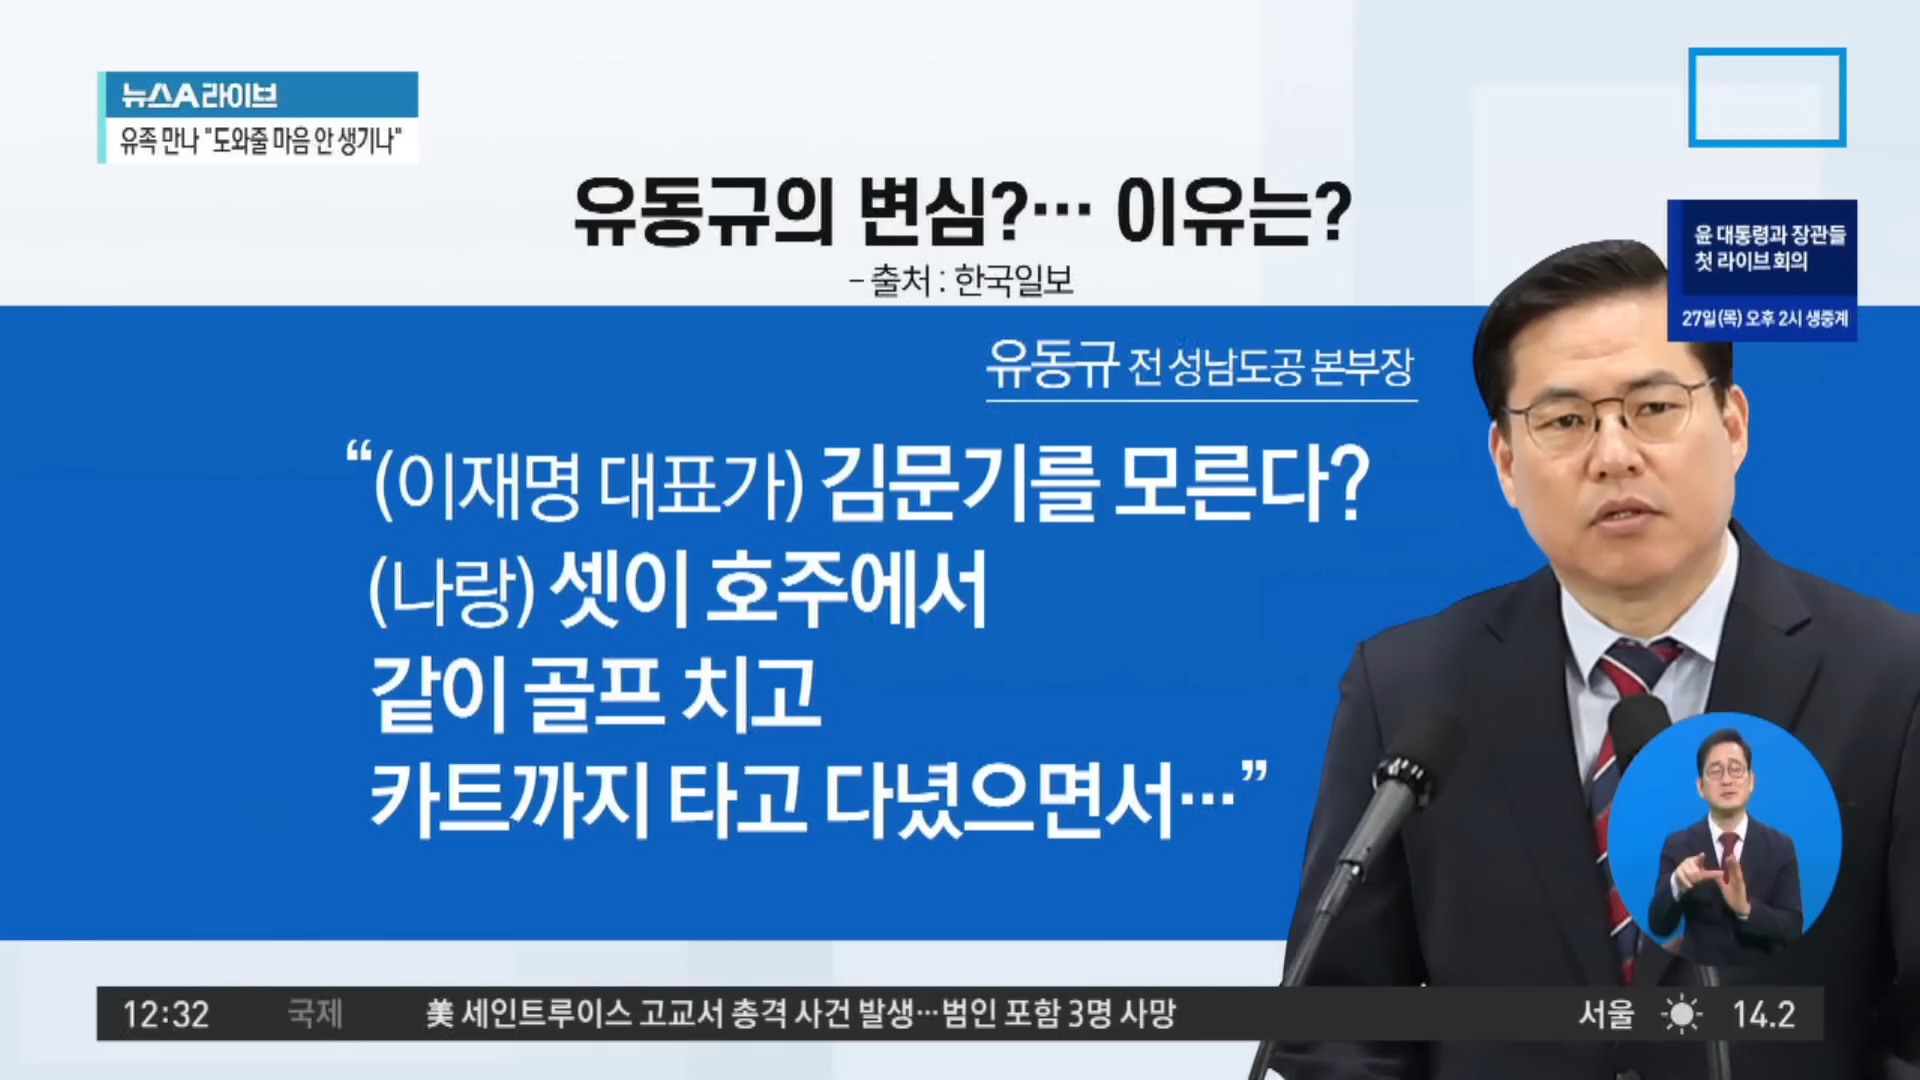 뉴스A라이브
유족 만나 "도와줄 마음 안 생기나"
유동규의 변심?… 이유는?
– 출처 : 한국일보
윤 대통령과 장관들
첫 라이브 회의
27일(목) 오후 2시 생중계
유동규 전 성남도공 본부장
“(이재명 대표가) 김문기를 모른다?
(나랑) 셋이 호주에서
같이 골프 치고
카트까지 타고 다녔으면서…”
12:32 국제 美 세인트루이스 고교서 총격 사건 발생…범인 포함 3명 사망 서울 14.2